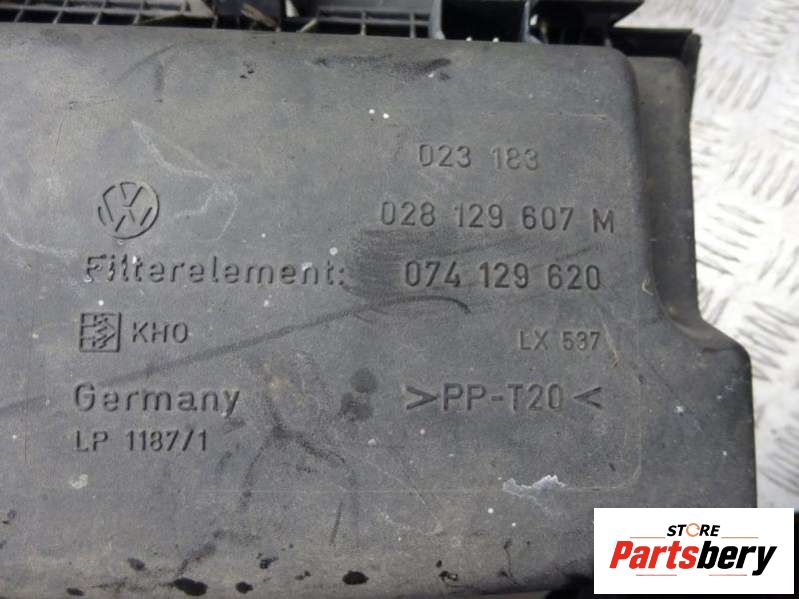 023 183
028 129 607 M
Filterelement: 074 129 620
KHO
LX 537
Germany >PP-T20<
LP 1187/1
STORE
Partsbery